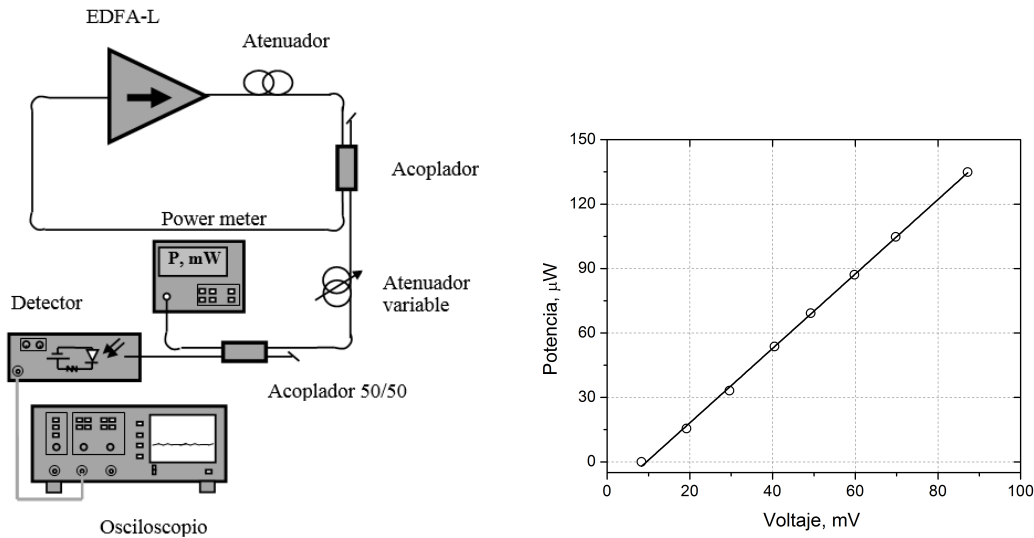 EDFA-L
Atenuador
Acoplador
Power meter
P, mW
Atenuador
variable
Detector
Acoplador 50/50
Osciloscopio
150
120
90
60
30
0
Potencia, μW
0 20 40 60 80 100
Voltaje, mV